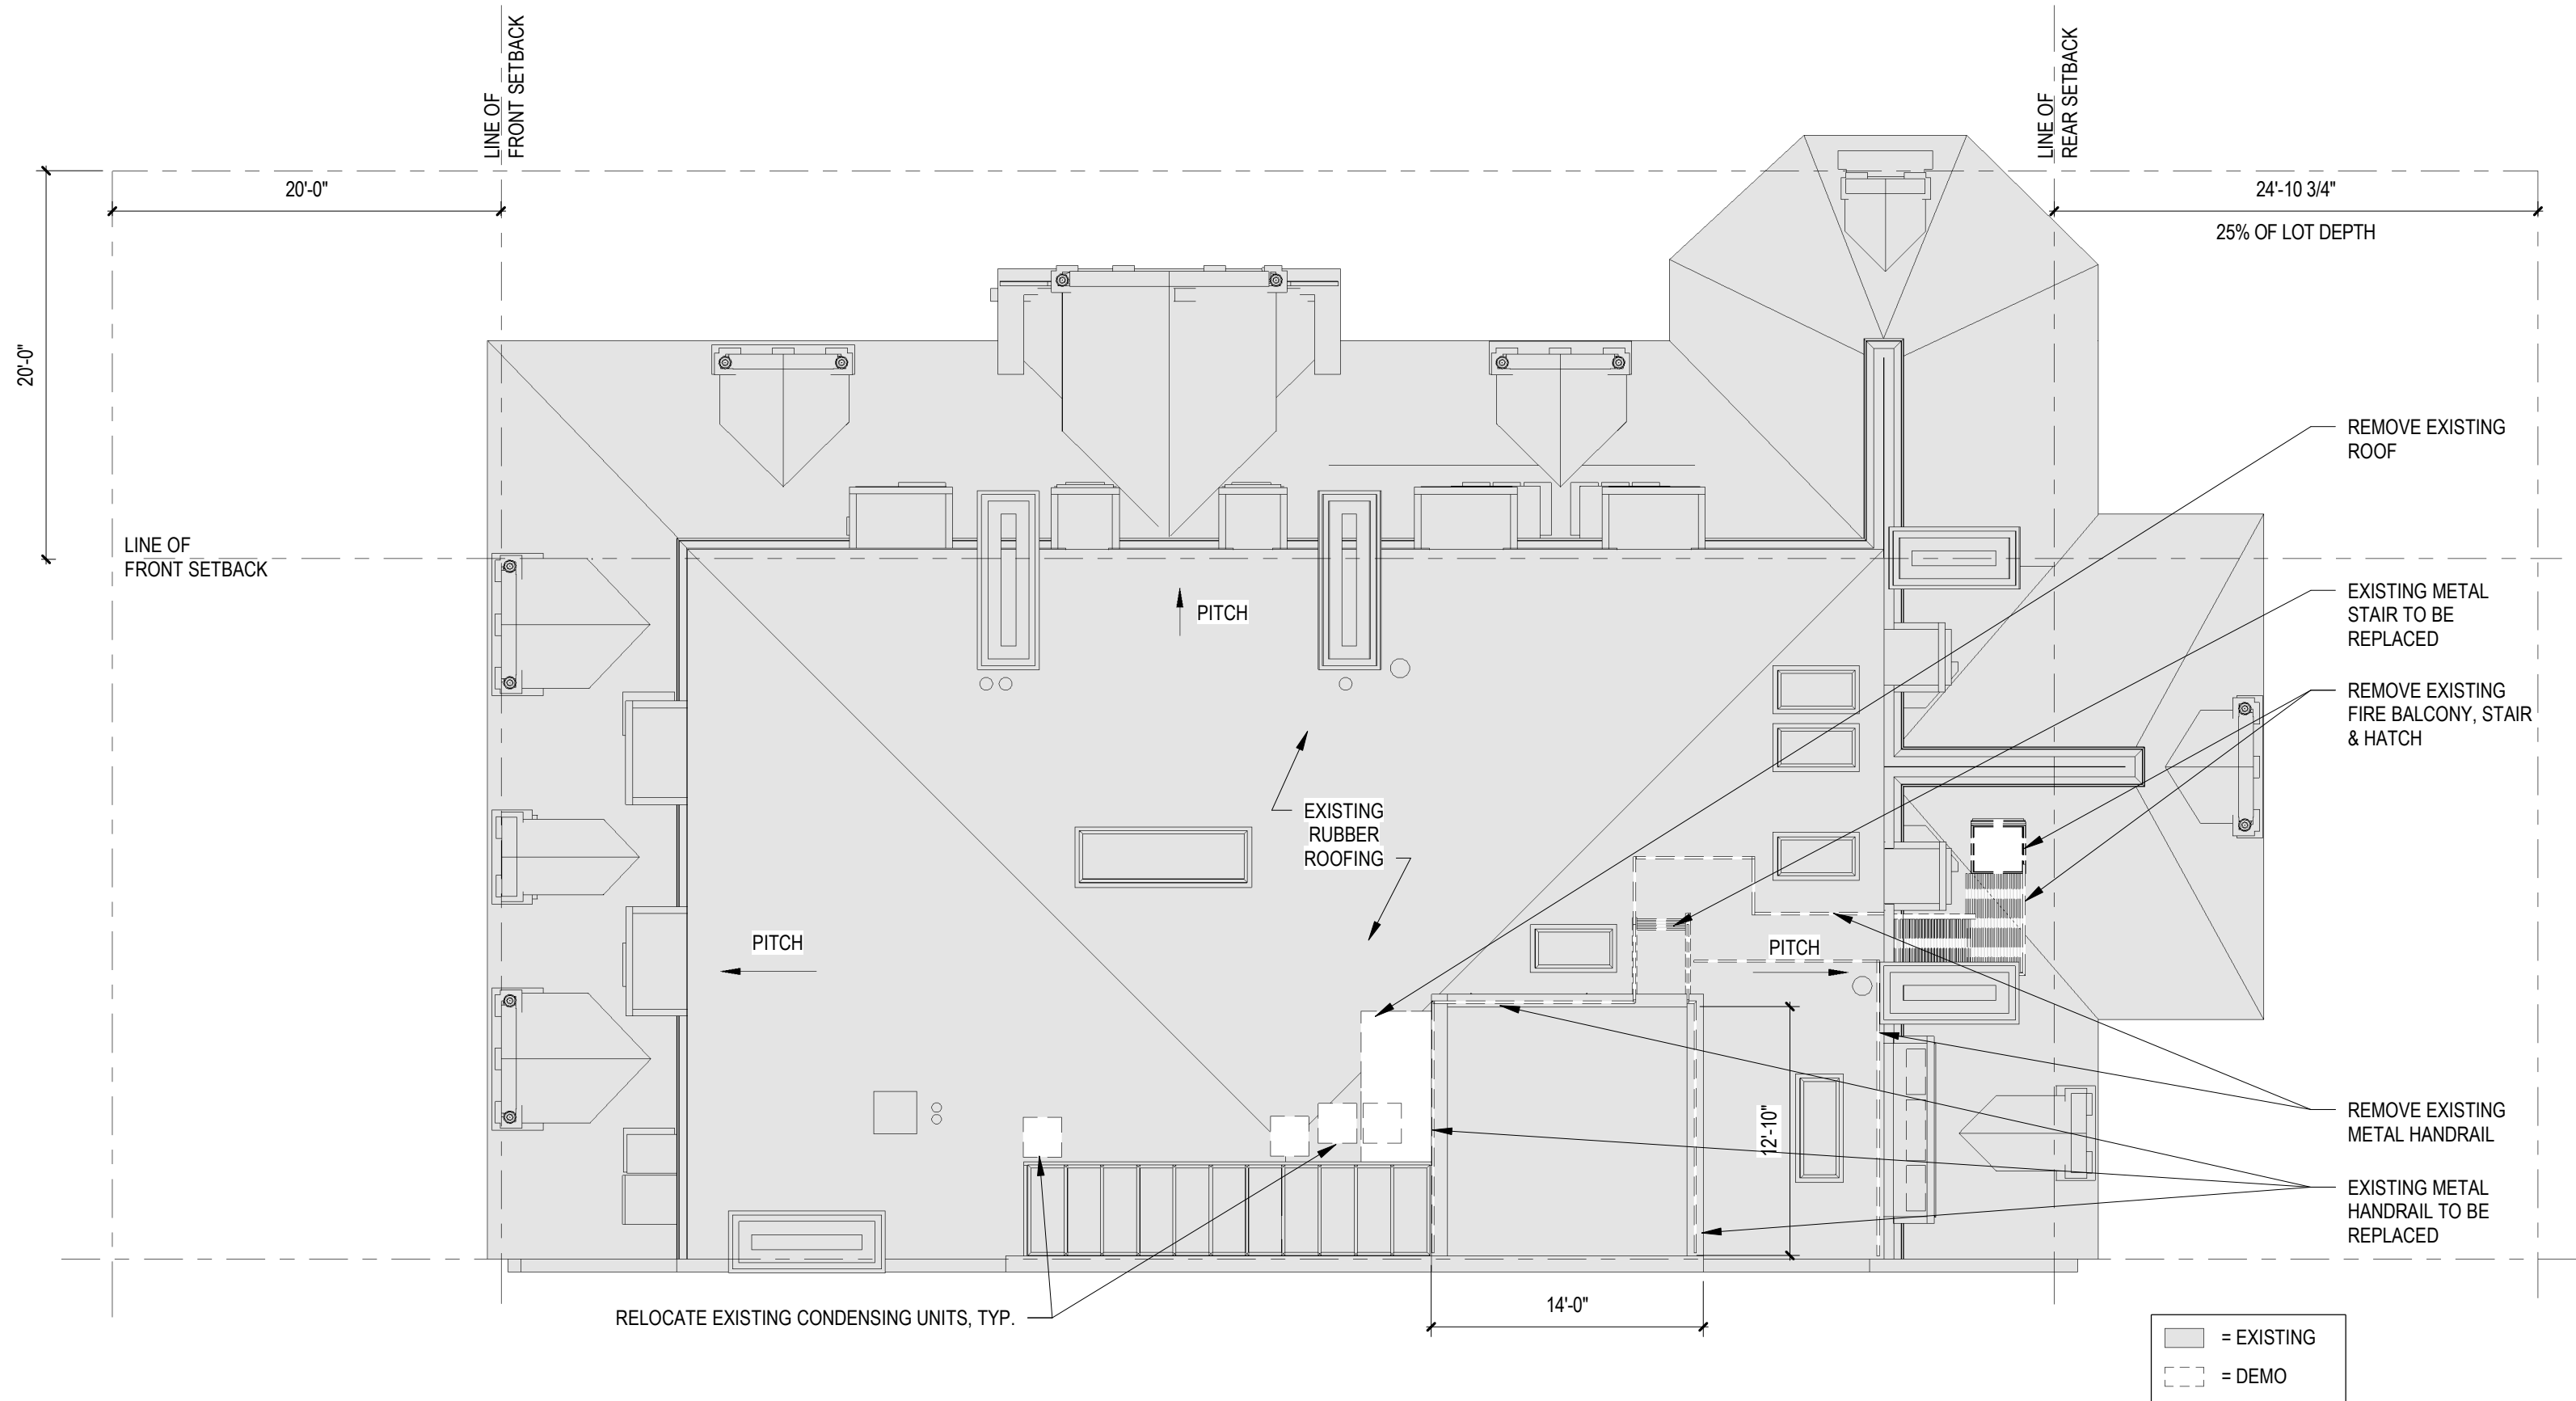 LINE OF
FRONT SETBACK
LINE OF
REAR SETBACK
20'-0"
24'-10 3/4"
25% OF LOT DEPTH
20'-0"
REMOVE EXISTING
ROOF
LINE OF
FRONT SETBACK
PITCH
EXISTING METAL
STAIR TO BE
REPLACED
REMOVE EXISTING
FIRE BALCONY, STAIR
& HATCH
EXISTING
RUBBER
ROOFING
PITCH
PITCH
12'-10"
REMOVE EXISTING
METAL HANDRAIL
EXISTING METAL
HANDRAIL TO BE
REPLACED
RELOCATE EXISTING CONDENSING UNITS, TYP.
14'-0"
= EXISTING
= DEMO